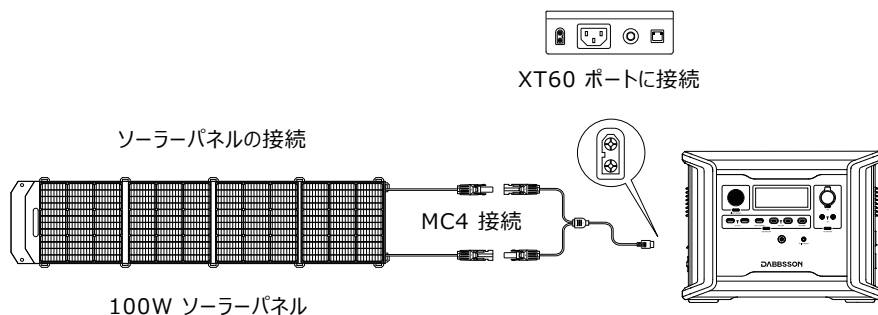 XT60 ポートに接続
ソーラーパネルの接続
MC4 接続
DABBSSON
100W ソーラーパネル